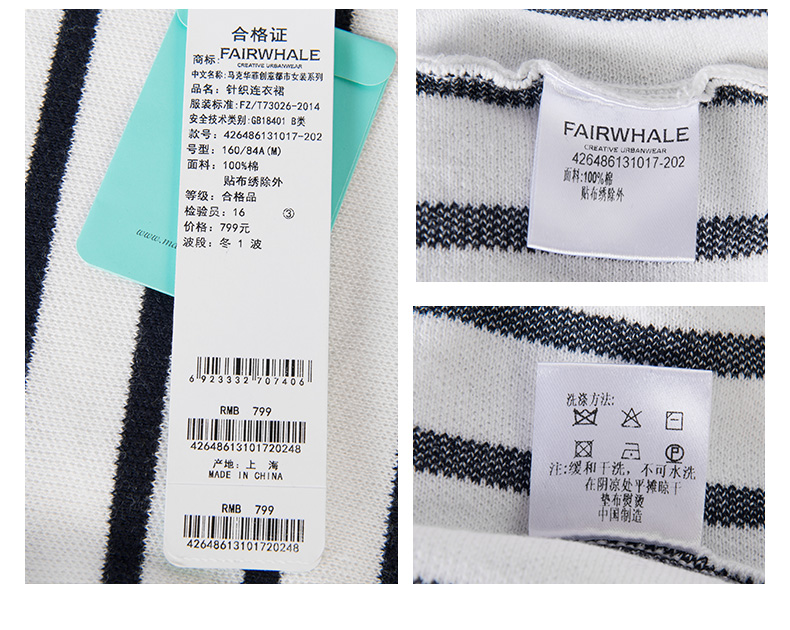 合格证
商标: FAIRWHALE
CREATIVE URBANWEAR
中文名称: 马克华菲创意都市女装系列
品名: 针织连衣裙
服装标准: FZ/T73026-2014
安全技术类别: GB18401 B类
款号: 426486131017-202
号型: 160/84A(M)
面料: 100%棉
贴布绣除外
等级: 合格品
检验员: 16 ③
价格: 799元
波段: 冬 1 波
6923332707406
RMB 799
42648613101720248
产地: 上 海
MADE IN CHINA
RMB 799
42648613101720248
FAIRWHALE
CREATIVE URBANWEAR
426486131017-202
面料: 100%棉
贴布绣除外
洗涤方法:
P
注: 缓和干洗, 不可水洗
在阴凉处平摊晾干
垫布熨烫
中国制造